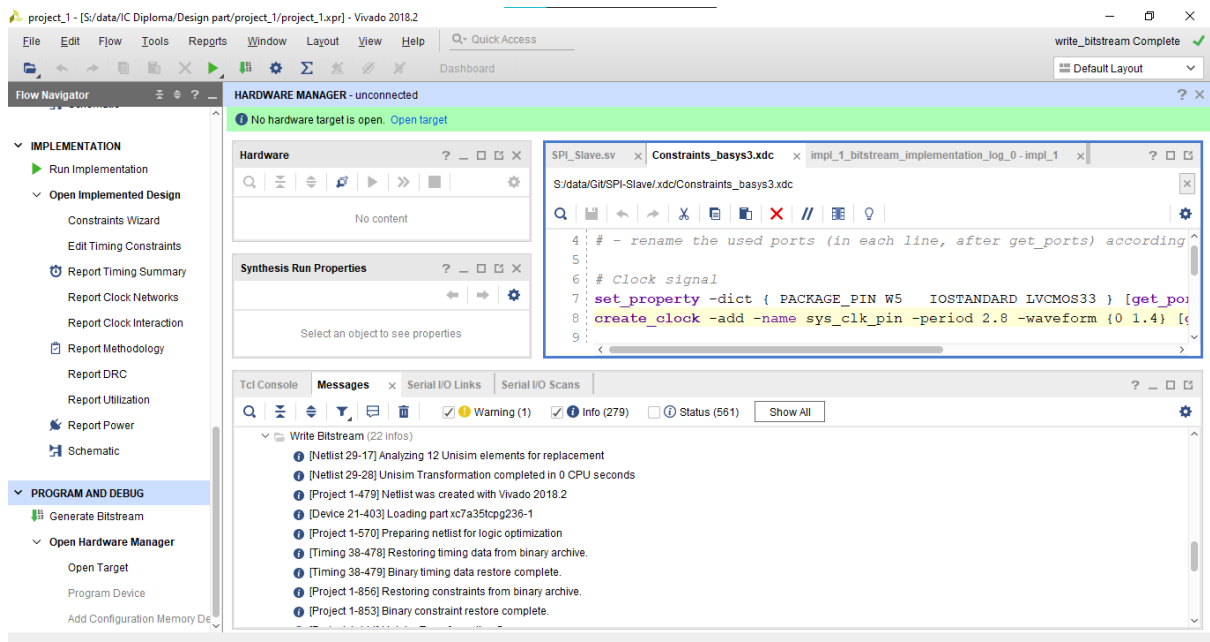 project_1 - [S:/data/IC Diploma/Design part/project_1/project_1.xpr] - Vivado 2018.2
File Edit Flow Tools Reports Window Layout View Help Q- Quick Access write_bitstream Complete
Dashboard Default Layout
Flow Navigator
HARDWARE MANAGER - unconnected
No hardware target is open. Open target
IMPLEMENTATION
Run Implementation
Open Implemented Design
Constraints Wizard
Edit Timing Constraints
Report Timing Summary
Report Clock Networks
Report Clock Interaction
Report Methodology
Report DRC
Report Utilization
Report Power
Schematic
PROGRAM AND DEBUG
Generate Bitstream
Open Hardware Manager
Open Target
Program Device
Add Configuration Memory De
Hardware
No content
Synthesis Run Properties
Select an object to see properties
SPI_Slave.sv Constraints_basys3.xdc impl_1_bitstream_implementation_log_0 - impl_1
S:/data/Git/SPI-Slave/.xdc/Constraints_basys3.xdc
4 # - rename the used ports (in each line, after get_ports) according
5
6 # Clock signal
7 set_property -dict { PACKAGE_PIN W5 IOSTANDARD LVCMOS33 } [get_por
8 create_clock -add -name sys_clk_pin -period 2.8 -waveform {0 1.4} [g
9
Tcl Console Messages Serial I/O Links Serial I/O Scans
Warning (1) Info (279) Status (561) Show All
Write Bitstream (22 infos)
[Netlist 29-17] Analyzing 12 Unisim elements for replacement
[Netlist 29-28] Unisim Transformation completed in 0 CPU seconds
[Project 1-479] Netlist was created with Vivado 2018.2
[Device 21-403] Loading part xc7a35tcpg236-1
[Project 1-570] Preparing netlist for logic optimization
[Timing 38-478] Restoring timing data from binary archive.
[Timing 38-479] Binary timing data restore complete.
[Project 1-856] Restoring constraints from binary archive.
[Project 1-853] Binary constraint restore complete.